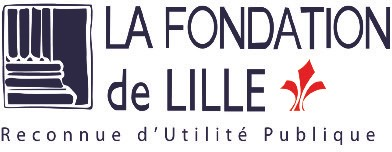 LA FONDATION
de LILLE
Reconnue d'Utilité Publique